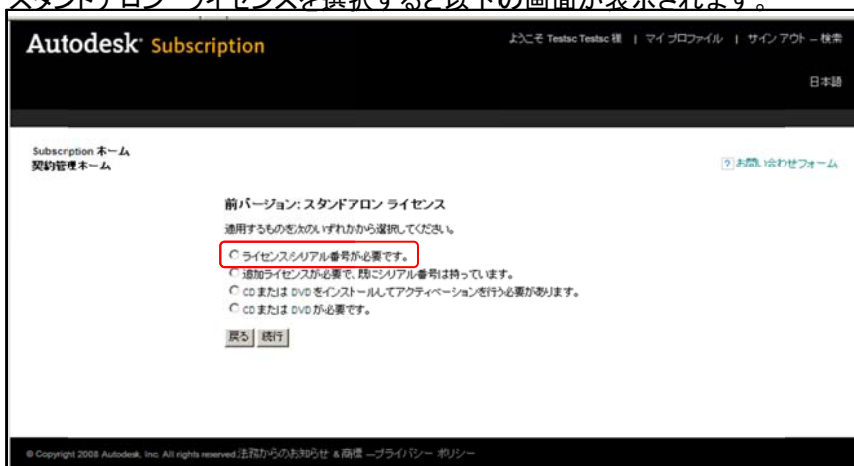 スタンドアロン ライセンスを選択すると以下の画面が表示されます。
Autodesk Subscription
ようこそ Testsc Testsc 様 | マイ プロファイル | サイン アウト – 検索
日本語
Subscription ホーム
契約管理ホーム
? お問い合わせフォーム
前バージョン: スタンドアロン ライセンス
適用するものを次のいずれかから選択してください。
ライセンス/シリアル番号が必要です。
追加ライセンスが必要で、既にシリアル番号は持っています。
CD または DVD をインストールしてアクティベーションを行う必要があります。
CD または DVD が必要です。
戻る 続行
© Copyright 2008 Autodesk, Inc. All rights reserved.法務からのお知らせ & 商標 —プライバシー ポリシー